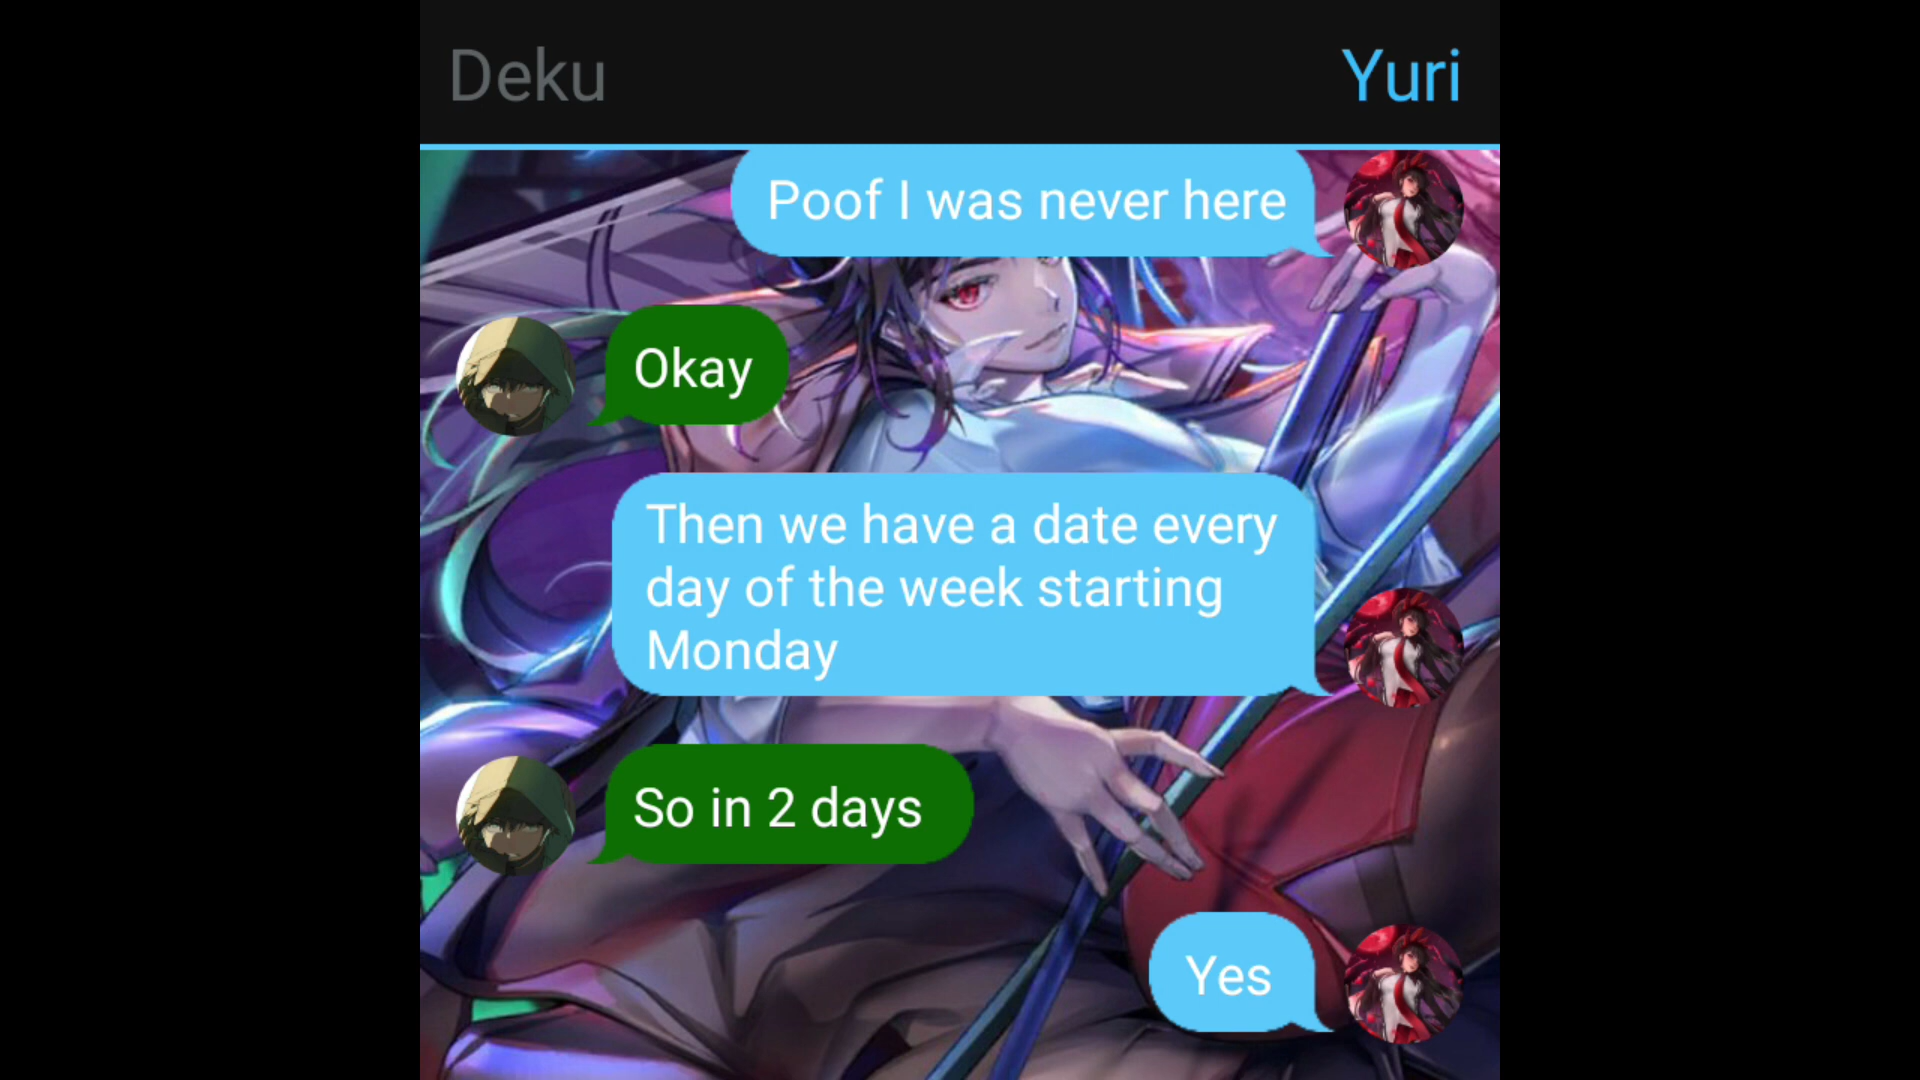 Deku
Yuri
Poof I was never here
Okay
Then we have a date every
day of the week starting
Monday
So in 2 days
Yes